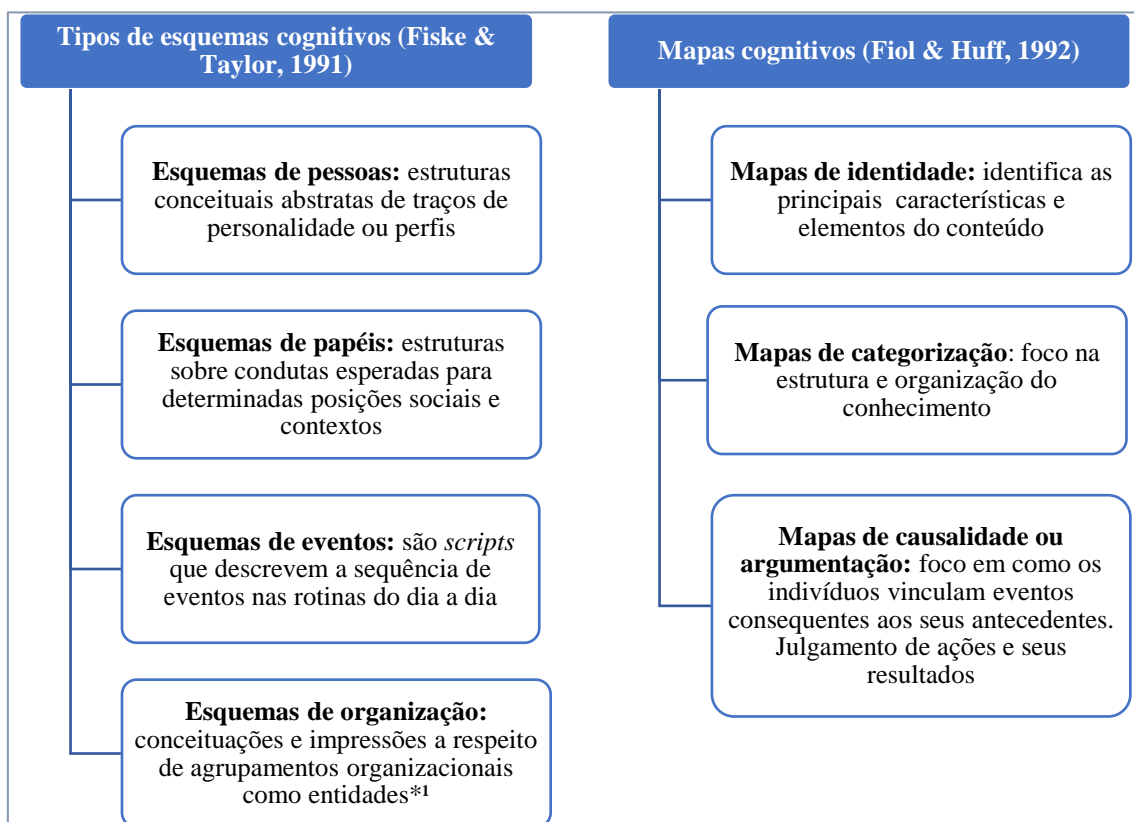 Tipos de esquemas cognitivos (Fiske &
Taylor, 1991)
Esquemas de pessoas: estruturas
conceituais abstratas de traços de
personalidade ou perfis
Esquemas de papéis: estruturas
sobre condutas esperadas para
determinadas posições sociais e
contextos
Esquemas de eventos: são scripts
que descrevem a sequência de
eventos nas rotinas do dia a dia
Esquemas de organização:
conceituações e impressões a respeito
de agrupamentos organizacionais
como entidades*¹
Mapas cognitivos (Fiol & Huff, 1992)
Mapas de identidade: identifica as
principais características e
elementos do conteúdo
Mapas de categorização: foco na
estrutura e organização do
conhecimento
Mapas de causalidade ou
argumentação: foco em como os
indivíduos vinculam eventos
consequentes aos seus antecedentes.
Julgamento de ações e seus
resultados